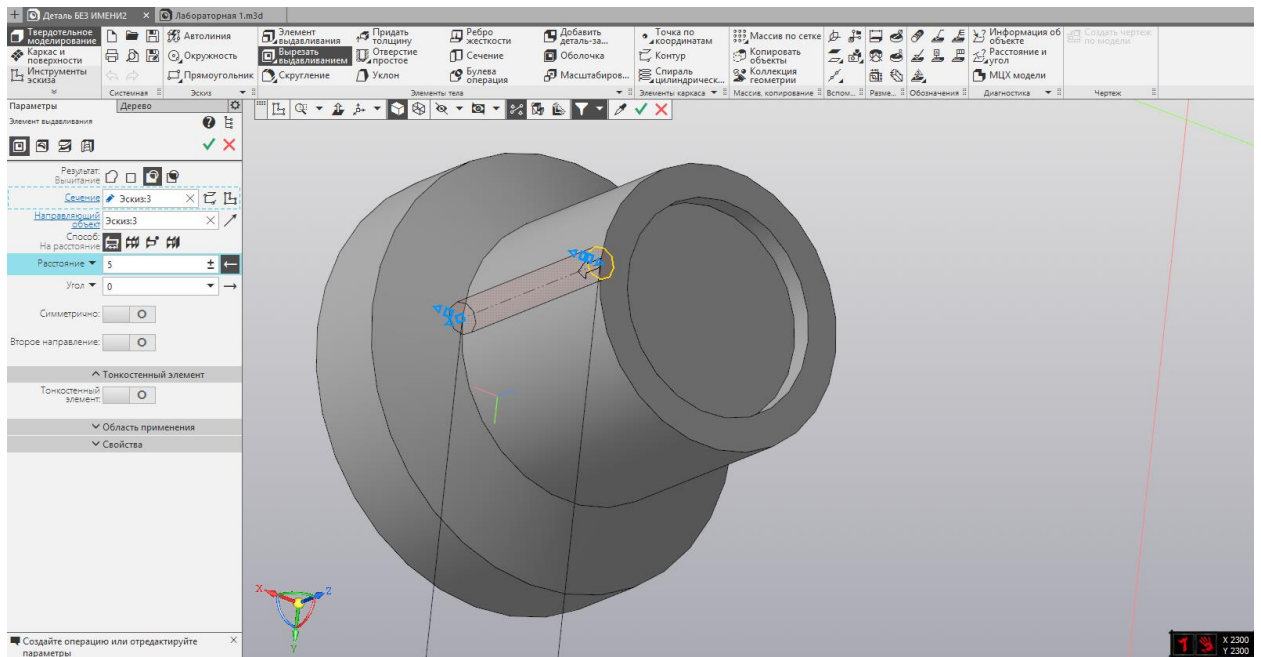 + Деталь БЕЗ ИМЕНИ2 × Лабораторная 1.m3d
Твердотельное моделирование
Каркас и поверхности
Инструменты эскиза
Системная
Автолиния
Окружность
Прямоугольник
Эскиз
Элемент выдавливания
Вырезать выдавливанием
Скругление
Придать толщину
Отверстие простое
Уклон
Ребро жесткости
Сечение
Булева операция
Добавить деталь-за...
Оболочка
Масштабиров...
Элементы тела
Точка по координатам
Контур
Спираль цилиндрическ...
Элементы каркаса
Массив по сетке
Копировать объекты
Коллекция геометрии
Массив, копирование
Вспом...
Разме...
Обозначения
Информация об объекте
Расстояние и угол
МЦХ модели
Диагностика
Создать чертеж по модели
Чертеж
Параметры
Дерево
Элемент выдавливания
Результат:
Вычитание
Сечение
Эскиз:3
Направляющий
объект
Эскиз:3
Способ:
На расстояние
Расстояние
5
Угол
0
Симметрично:
Второе направление:
Тонкостенный элемент
Тонкостенный
элемент:
Область применения
Свойства
X
Z
Y
Создайте операцию или отредактируйте
параметры
X 2300
Y 2300